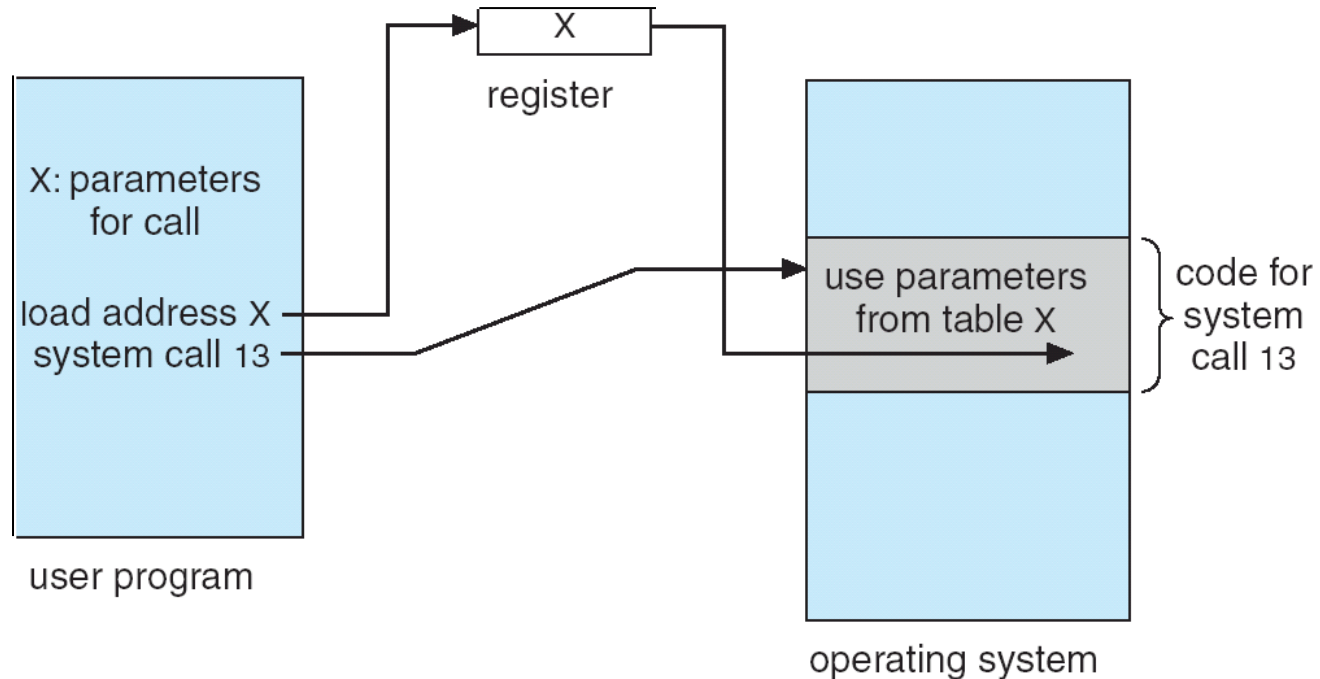 X
register
X: parameters
for call
load address X
system call 13
use parameters
from table X
code for
system
call 13
user program
operating system